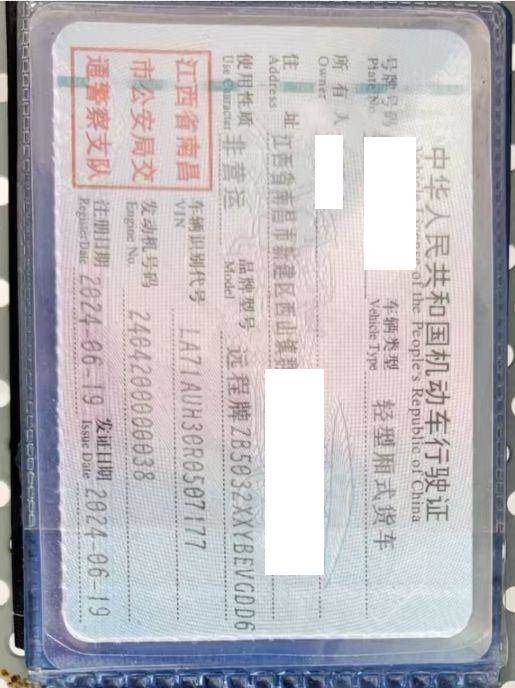 中华人民共和国机动车行驶证
Vehicle License of the People's Republic of China
号牌号码
Plate No.
车辆类型 轻型厢式货车
Vehicle Type
所有人
Owner
住址 江西省南昌市新建区西山镇
Address
使用性质 非营运 品牌型号 远程牌ZB5032XXYBEVGDD6
Use Character Model
江西省南昌
市公安局交
通警察支队
车辆识别代号 LA71AUH30R0507177
VIN
发动机号码 2404200000038
Engine No.
注册日期 2024-06-19 发证日期 2024-06-19
Register Date Issue Date